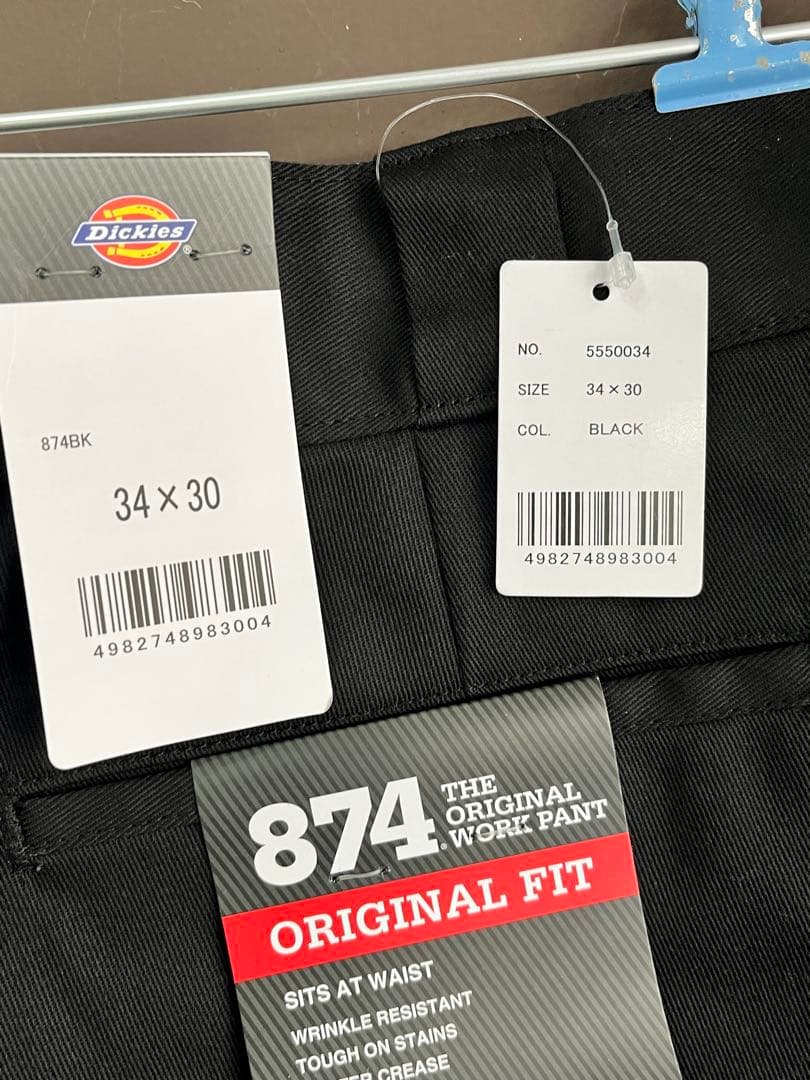 Dickies
874BK
34×30
4982748983004
NO. 5550034
SIZE 34×30
COL. BLACK
4982748983004
874
THE
ORIGINAL
WORK PANT
ORIGINAL FIT
SITS AT WAIST
WRINKLE RESISTANT
TOUGH ON STAINS
CREASE